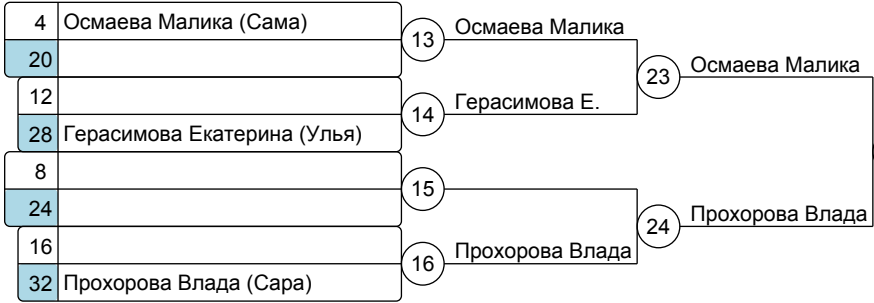 4 Осмаева Малика (Сама)
20
12
28 Герасимова Екатерина (Улья)
8
24
16
32 Прохорова Влада (Сара)
13 Осмаева Малика
14 Герасимова Е.
15
16 Прохорова Влада
23 Осмаева Малика
24 Прохорова Влада